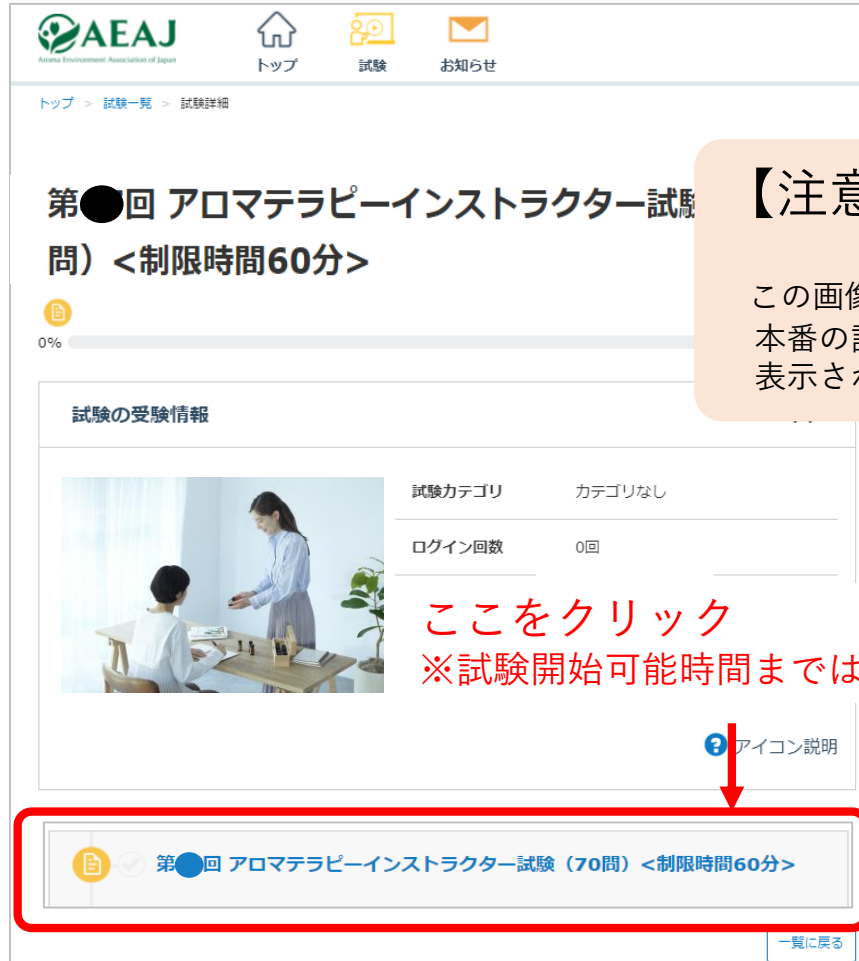 AEAJ
Aroma Environment Association of Japan
トップ
試験
お知らせ
トップ > 試験一覧 > 試験詳細
第 回 アロマテラピーインストラクター試験
問）<制限時間60分>
【注意
この画像
本番の
表示さ
0%
試験の受験情報
試験カテゴリ
カテゴリなし
ログイン回数
0回
ここをクリック
※試験開始可能時間までは
?アイコン説明
第 回 アロマテラピーインストラクター試験（70問）<制限時間60分>
一覧に戻る